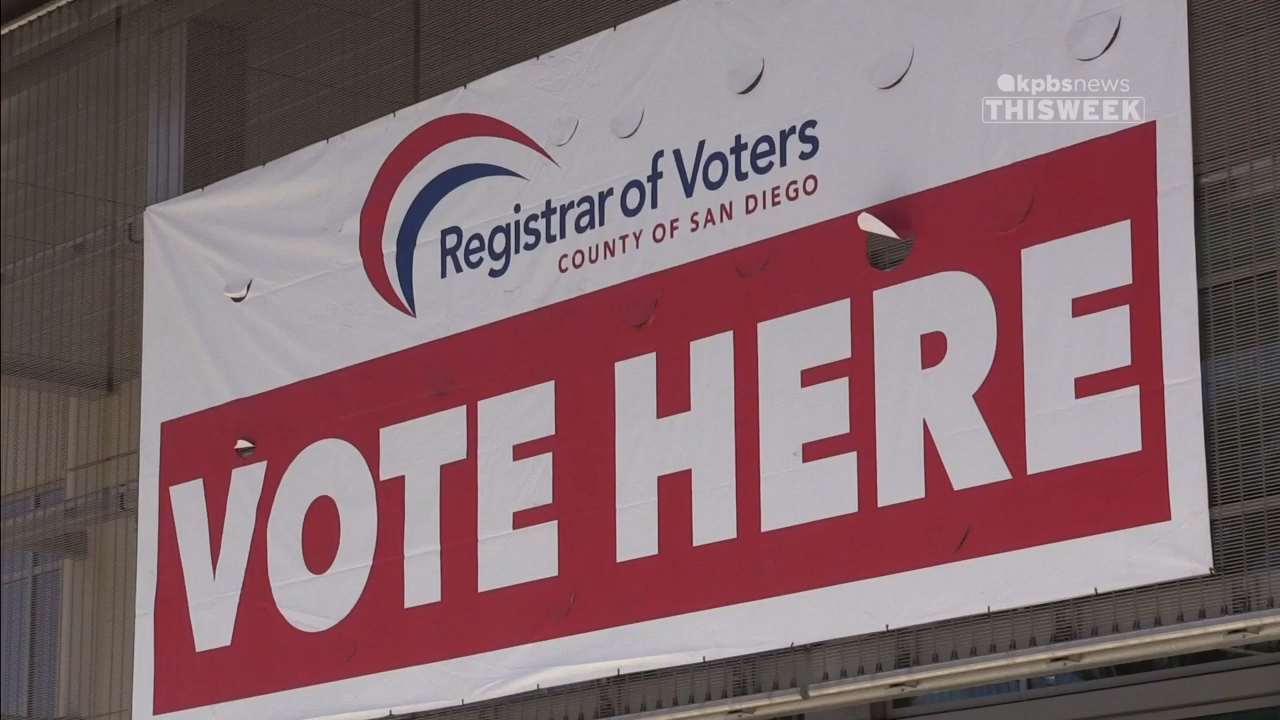 kpbsnews
THISWEEK
Registrar of Voters
COUNTY OF SAN DIEGO
VOTE HERE